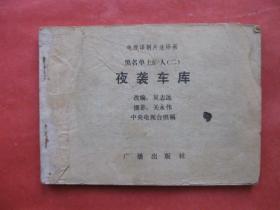 电视译制片连环画
黑名单上的人(二)
夜袭车库
改编：吴志远
摄影：关永伟
中央电视台供稿
广播出版社